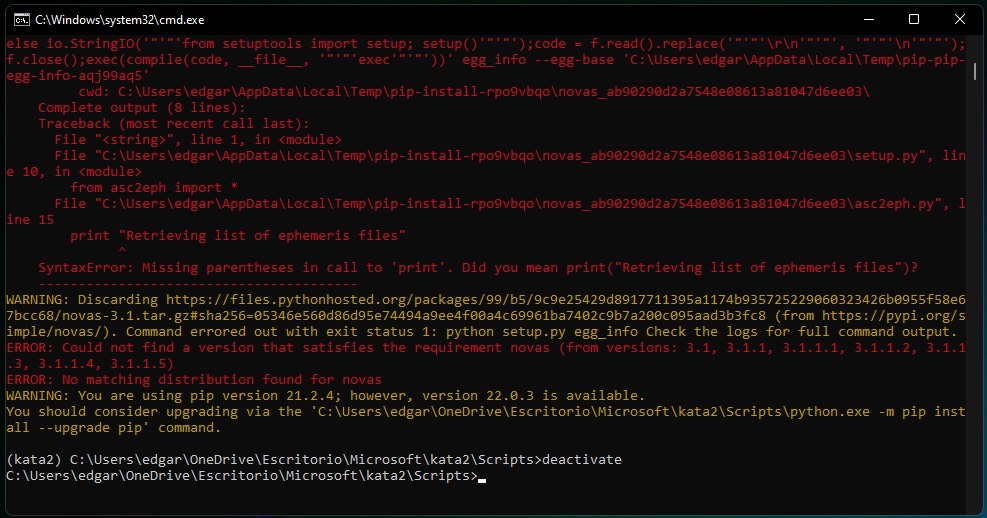 C:\Windows\system32\cmd.exe
else io.StringIO('"'"'from setuptools import setup; setup()'"'"');code = f.read().replace('"'"'\r\n'"'"', '"'"'\n'"'"');
f.close();exec(compile(code, __file__, '"'"'exec'"'"'))' egg_info --egg-base 'C:\Users\edgar\AppData\Local\Temp\pip-pip-
egg-info-aqj99aq5'
cwd: C:\Users\edgar\AppData\Local\Temp\pip-install-rpo9vbqo\novas_ab90290d2a7548e08613a81047d6ee03\
Complete output (8 lines):
Traceback (most recent call last):
File "<string>", line 1, in <module>
File "C:\Users\edgar\AppData\Local\Temp\pip-install-rpo9vbqo\novas_ab90290d2a7548e08613a81047d6ee03\setup.py", lin
e 10, in <module>
from asc2eph import *
File "C:\Users\edgar\AppData\Local\Temp\pip-install-rpo9vbqo\novas_ab90290d2a7548e08613a81047d6ee03\asc2eph.py", l
ine 15
print "Retrieving list of ephemeris files"
^
SyntaxError: Missing parentheses in call to 'print'. Did you mean print("Retrieving list of ephemeris files")?
----------------------------------------
WARNING: Discarding https://files.pythonhosted.org/packages/99/b5/9c9e25429d8917711395a1174b935725229060323426b0955f58e6
7bcc68/novas-3.1.tar.gz#sha256=05346e560d86d95e74494a9ee4f00a4c69961ba7402c9b7a200c095aad3b3fc8 (from https://pypi.org/s
imple/novas/). Command errored out with exit status 1: python setup.py egg_info Check the logs for full command output.
ERROR: Could not find a version that satisfies the requirement novas (from versions: 3.1, 3.1.1, 3.1.1.1, 3.1.1.2, 3.1.1
.3, 3.1.1.4, 3.1.1.5)
ERROR: No matching distribution found for novas
WARNING: You are using pip version 21.2.4; however, version 22.0.3 is available.
You should consider upgrading via the 'C:\Users\edgar\OneDrive\Escritorio\Microsoft\kata2\Scripts\python.exe -m pip inst
all --upgrade pip' command.
(kata2) C:\Users\edgar\OneDrive\Escritorio\Microsoft\kata2\Scripts>deactivate
C:\Users\edgar\OneDrive\Escritorio\Microsoft\kata2\Scripts>